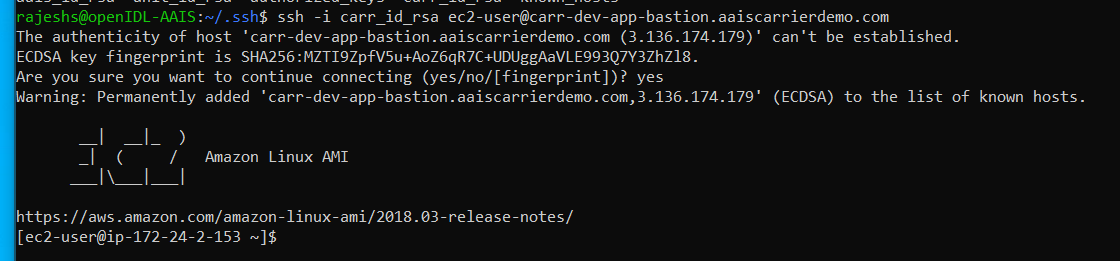 rajeshs@openIDL-AAIS:~/.ssh$ ssh -i carr_id_rsa ec2-user@carr-dev-app-bastion.aaiscarrierdemo.com
The authenticity of host 'carr-dev-app-bastion.aaiscarrierdemo.com (3.136.174.179)' can't be established.
ECDSA key fingerprint is SHA256:MZTI9ZpfV5u+AoZ6qR7C+UDUggAaVLE993Q7Y3ZhZl8.
Are you sure you want to continue connecting (yes/no/[fingerprint])? yes
Warning: Permanently added 'carr-dev-app-bastion.aaiscarrierdemo.com,3.136.174.179' (ECDSA) to the list of known hosts.
       __|  __|_  )
       _|  (     /   Amazon Linux AMI
      ___|\___|___|
https://aws.amazon.com/amazon-linux-ami/2018.03-release-notes/
[ec2-user@ip-172-24-2-153 ~]$